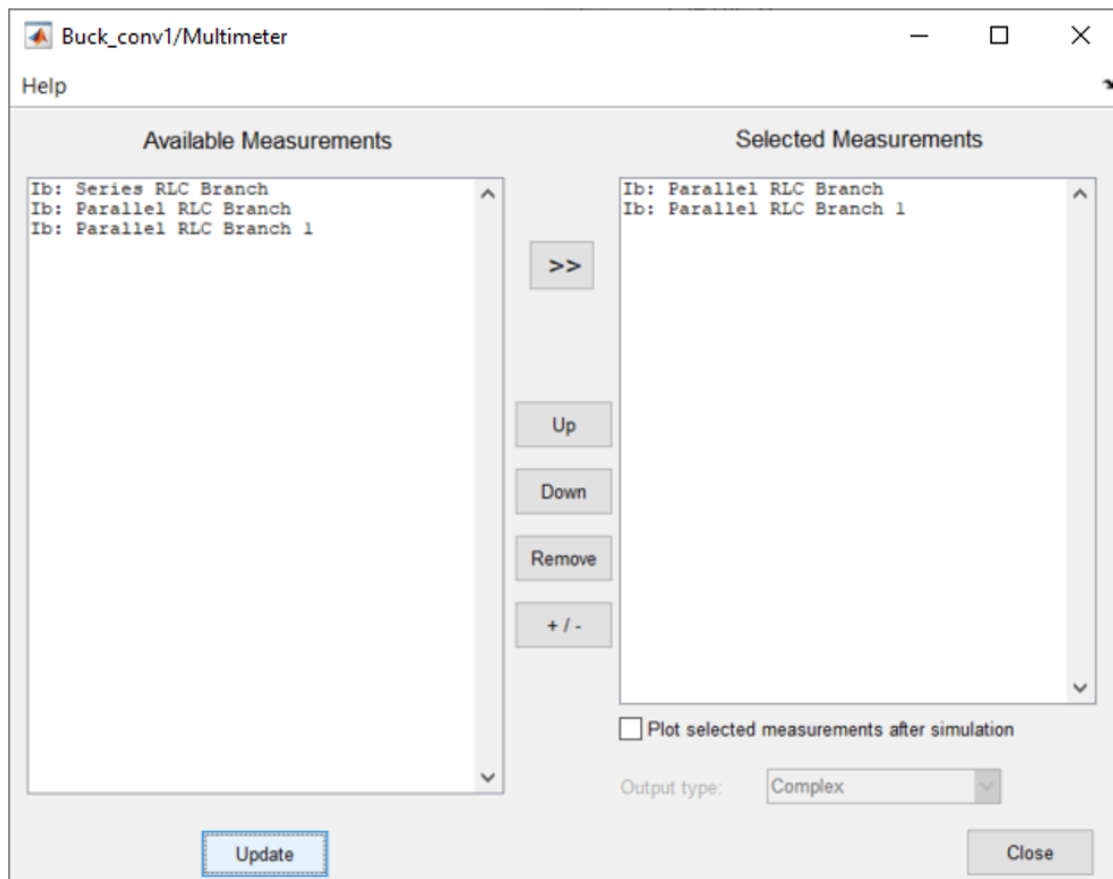 Buck_conv1/Multimeter
Help
Available Measurements
Selected Measurements
Ib: Series RLC Branch
Ib: Parallel RLC Branch
Ib: Parallel RLC Branch 1
>>
Up
Down
Remove
+ / -
Ib: Parallel RLC Branch
Ib: Parallel RLC Branch 1
Plot selected measurements after simulation
Output type: Complex
Update
Close